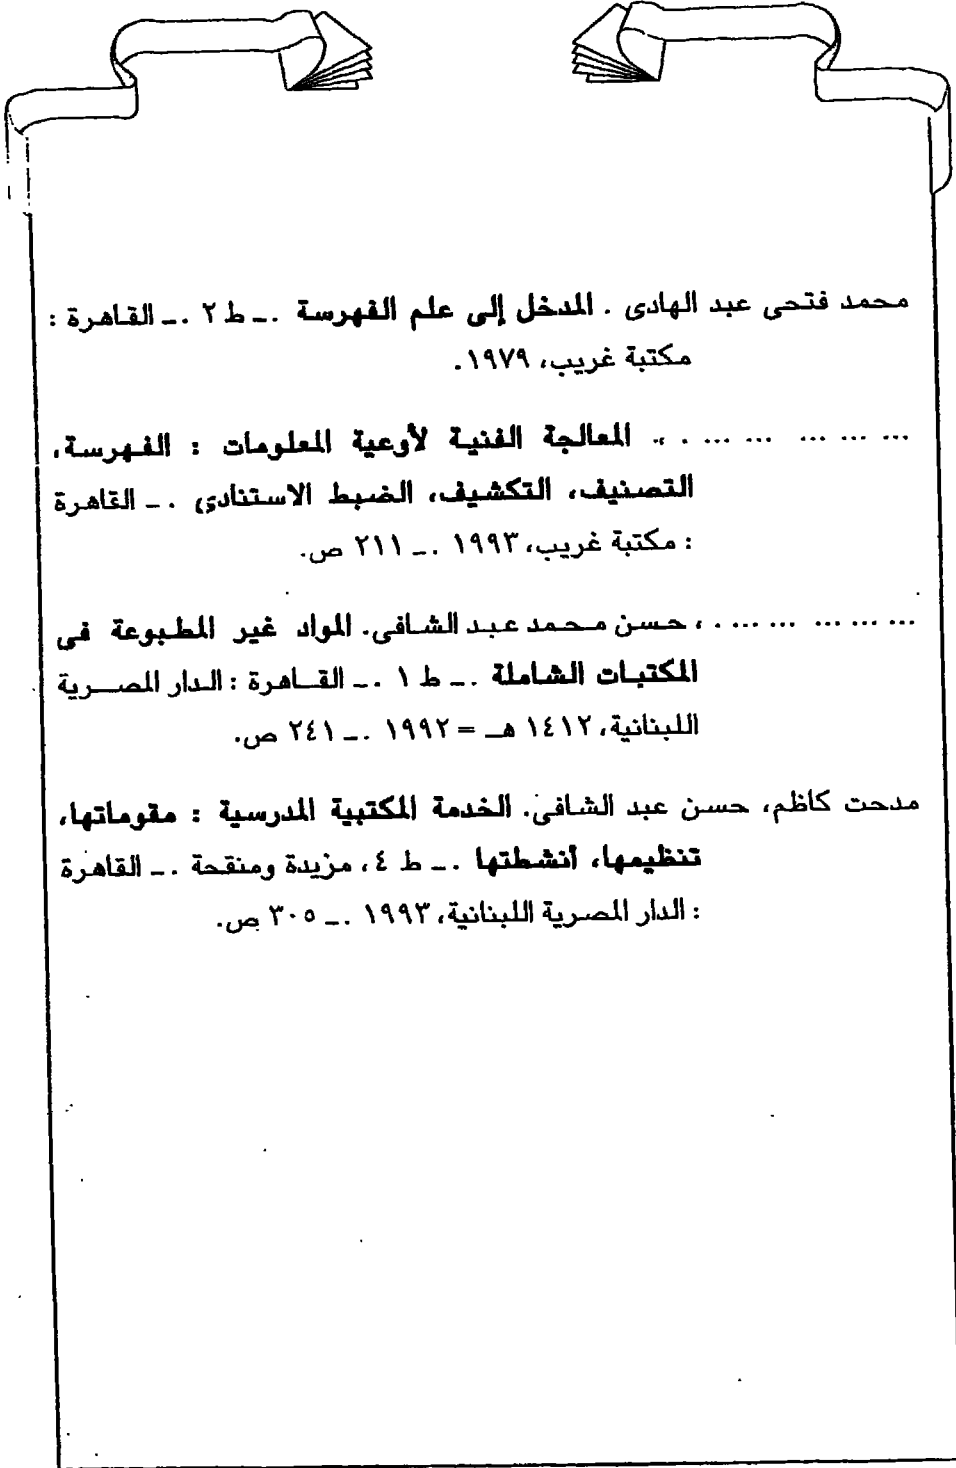 محمد فتحى عبد الهادى . المدخل إلى علم الفهرسة .ـ ط ٢ .ـ القاهرة :
مكتبة غريب، ١٩٧٩.
... ... ... ... ... . .، المعالجة الفنية لأوعية المعلومات : الفهرسة،
التصنيف، التكشيف، الضبط الاستنادى .ـ القاهرة
: مكتبة غريب، ١٩٩٣ .ـ ٢١١ ص.
... ... ... ... ... . ، حسن محمد عبد الشافى. المواد غير المطبوعة فى
المكتبات الشاملة .ـ ط ١ .ـ القاهرة : الدار المصرية
اللبنانية، ١٤١٢ هـ = ١٩٩٢ .ـ ٢٤١ ص.
مدحت كاظم، حسن عبد الشافى. الخدمة المكتبية المدرسية : مقوماتها،
تنظيمها، أنشطتها .ـ ط ٤، مزيدة ومنقحة .ـ القاهرة
: الدار المصرية اللبنانية، ١٩٩٣ .ـ ٣٠٥ ص.